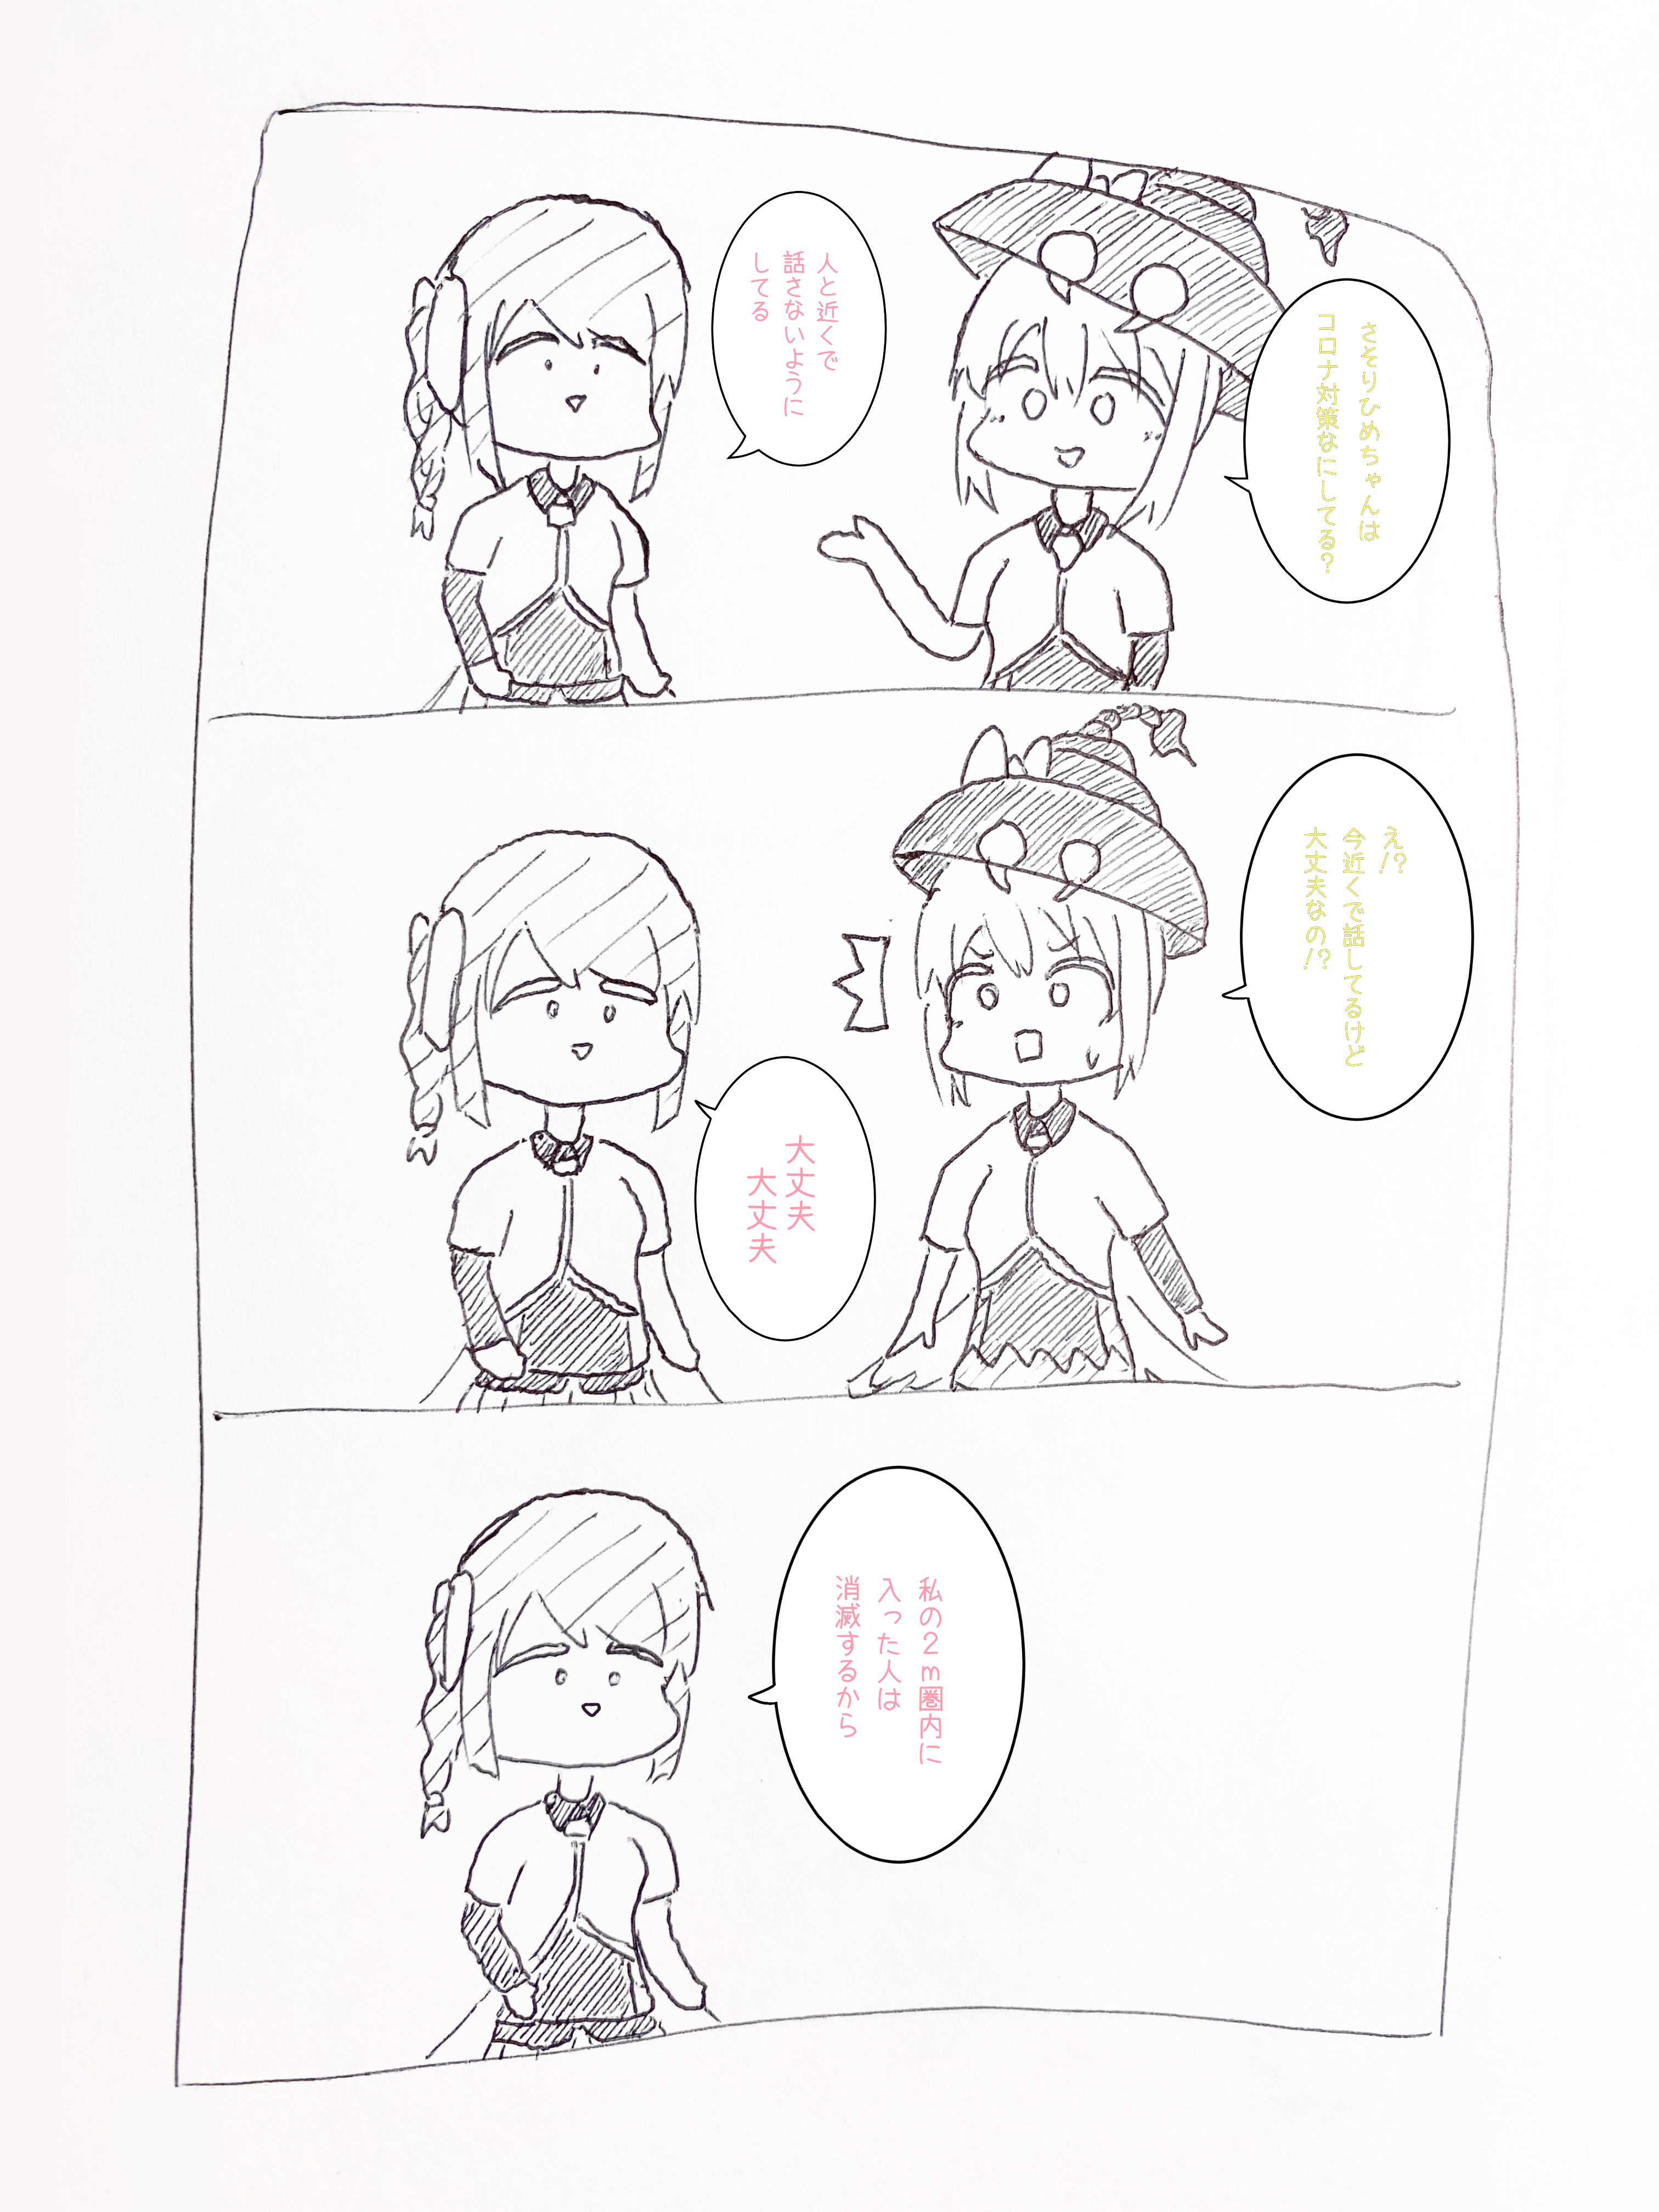 さそりひめちゃんは
コロナ対策なにしてる?
人と近くで
話さないように
してる
え!?
今近くで話してるけど
大丈夫なの!?
大丈夫
大丈夫
私の2m圏内に
入った人は
消滅するから